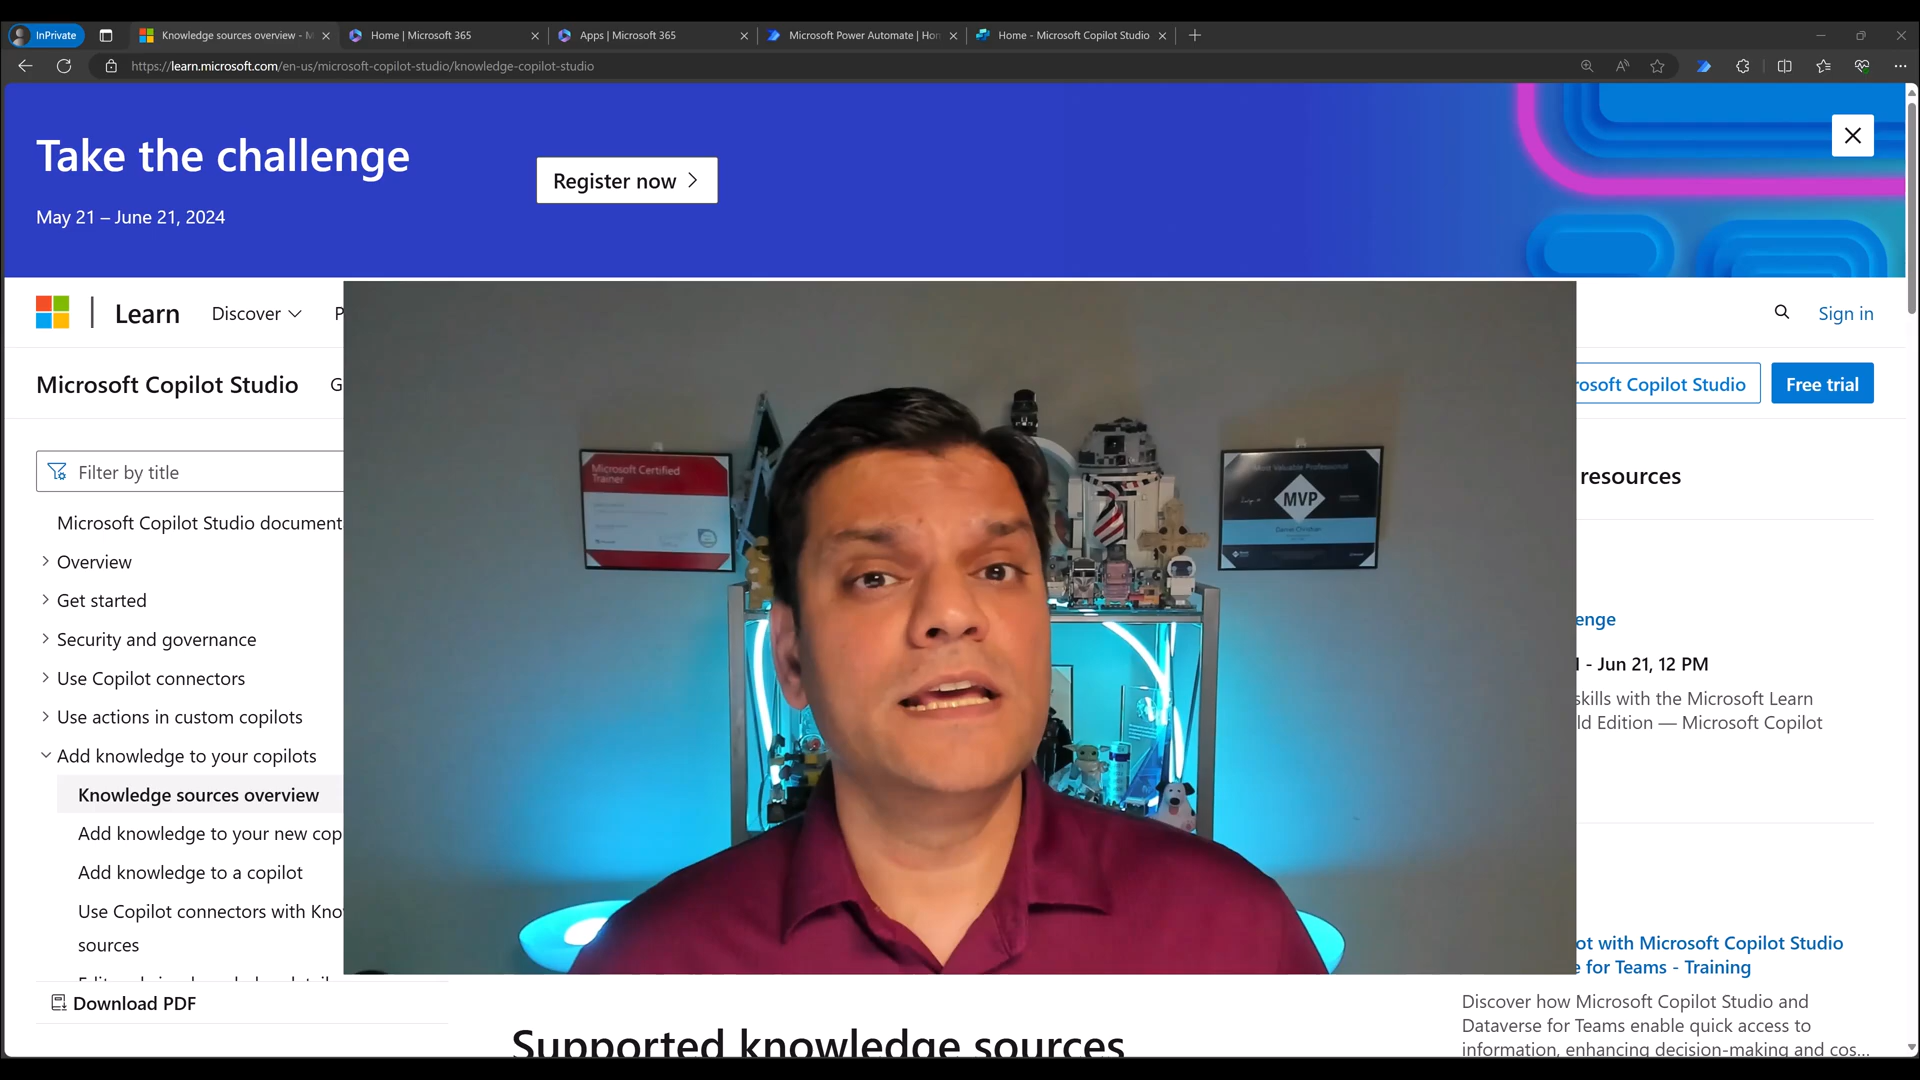 InPrivate
Knowledge sources overview - M
Home | Microsoft 365
Apps | Microsoft 365
Microsoft Power Automate | Hon
Home - Microsoft Copilot Studio
https://learn.microsoft.com/en-us/microsoft-copilot-studio/knowledge-copilot-studio
Take the challenge
Register now
May 21 – June 21, 2024
Learn
Discover
P
Sign in
Microsoft Copilot Studio
G
rosoft Copilot Studio
Free trial
Filter by title
resources
Microsoft Certified
Trainer
Most Valuable Professional
MVP
Daniel Christian
Microsoft Copilot Studio document
Overview
Get started
Security and governance
Use Copilot connectors
Use actions in custom copilots
Add knowledge to your copilots
Knowledge sources overview
Add knowledge to your new cop
Add knowledge to a copilot
Use Copilot connectors with Kno
sources
enge
- Jun 21, 12 PM
skills with the Microsoft Learn
ld Edition — Microsoft Copilot
ot with Microsoft Copilot Studio
e for Teams - Training
Download PDF
Discover how Microsoft Copilot Studio and
Dataverse for Teams enable quick access to
information, enhancing decision-making and cos...
Supported knowledge sources